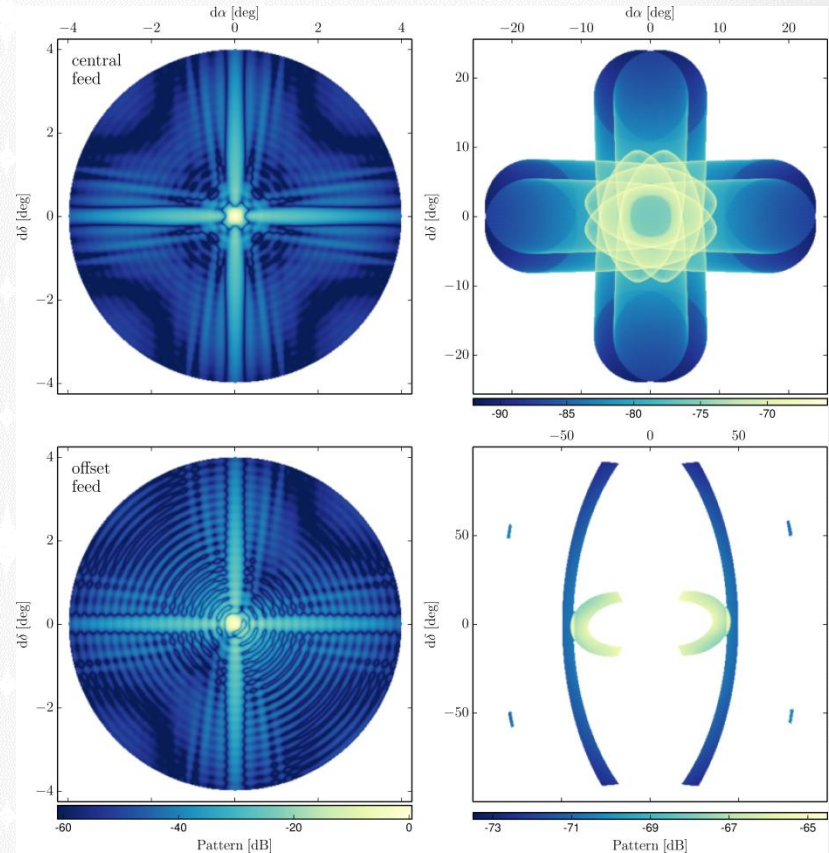 dα [deg]
dα [deg]
−4 −2 0 2 4
−20 −10 0 10 20
central
feed
4
2
0
−2
−4
dδ [deg]
20
10
0
−10
−20
dδ [deg]
-90 -85 -80 -75 -70
−50 0 50
offset
feed
4
2
0
−2
−4
dδ [deg]
50
0
−50
dδ [deg]
-60 -40 -20 0
Pattern [dB]
-73 -71 -69 -67 -65
Pattern [dB]